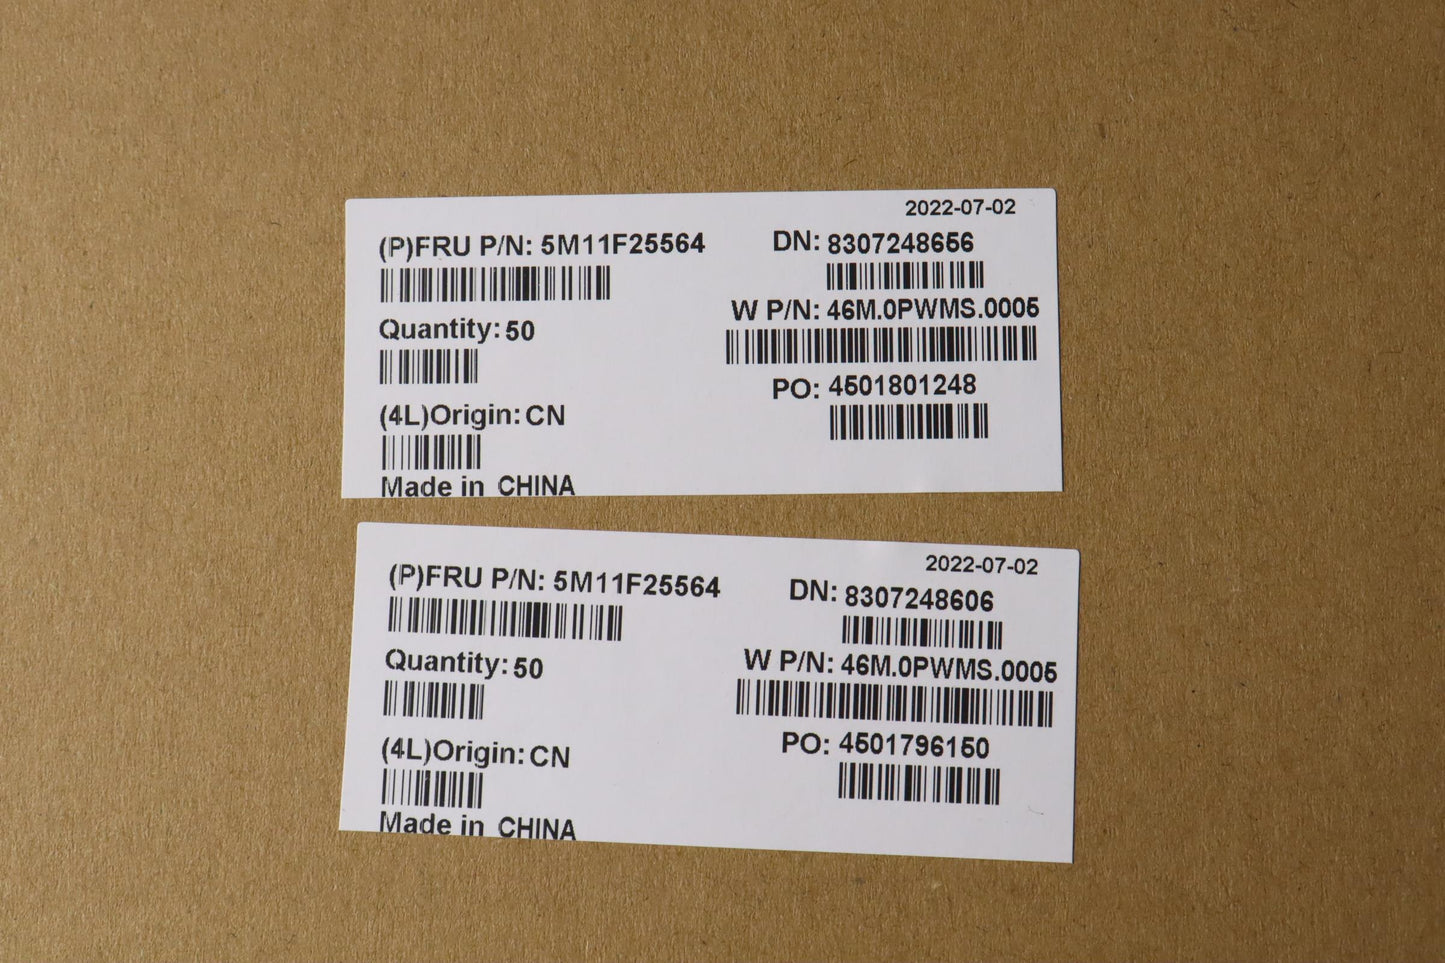 2022-07-02
(P)FRU P/N: 5M11F25564
DN: 8307248656
W P/N: 46M.0PWMS.0005
Quantity: 50
PO: 4501801248
(4L)Origin: CN
Made in CHINA
2022-07-02
(P)FRU P/N: 5M11F25564
DN: 8307248606
W P/N: 46M.0PWMS.0005
Quantity: 50
PO: 4501796150
(4L)Origin: CN
Made in CHINA